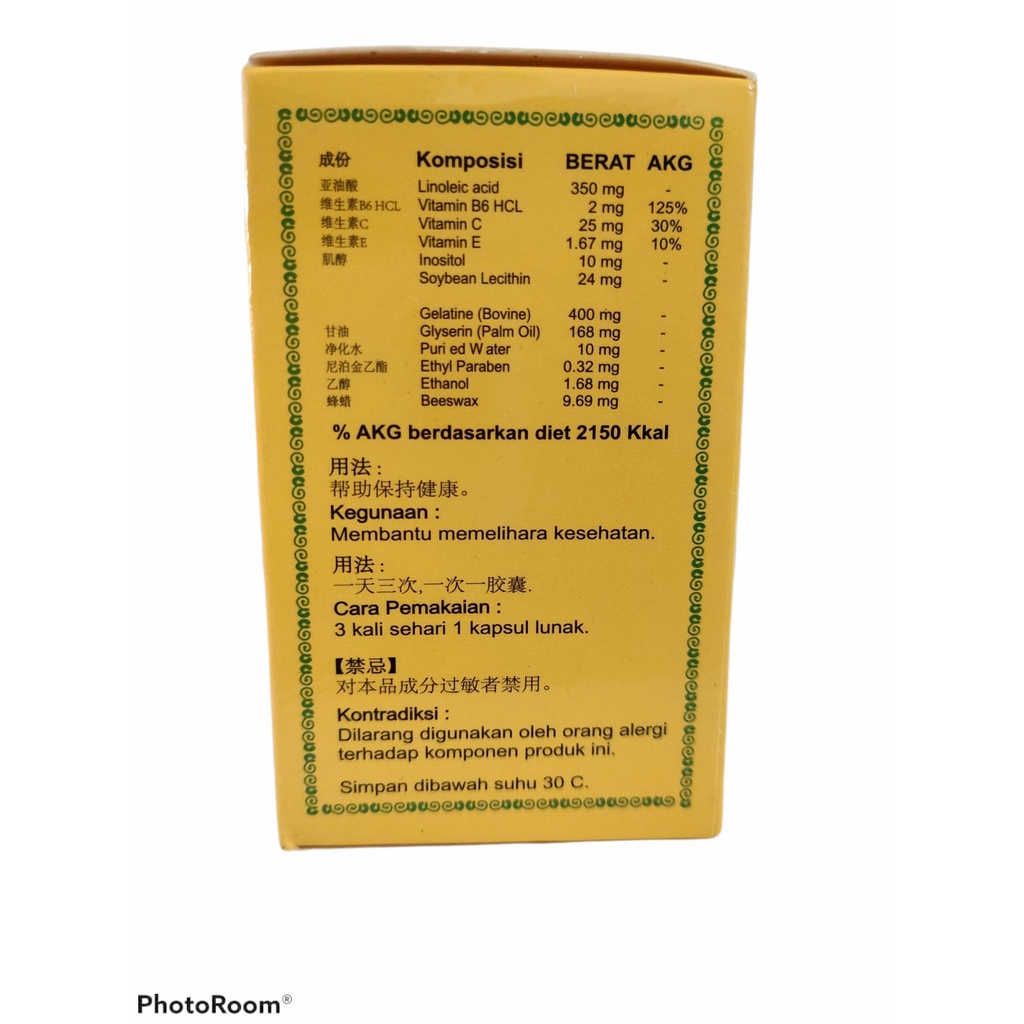 成份 Komposisi BERAT AKG
亚油酸 Linoleic acid 350 mg -
维生素B6 HCL Vitamin B6 HCL 2 mg 125%
维生素C Vitamin C 25 mg 30%
维生素E Vitamin E 1.67 mg 10%
肌醇 Inositol 10 mg -
Soybean Lecithin 24 mg -
Gelatine (Bovine) 400 mg -
甘油 Glyserin (Palm Oil) 168 mg -
净化水 Puri ed W ater 10 mg -
尼泊金乙酯 Ethyl Paraben 0.32 mg -
乙醇 Ethanol 1.68 mg -
蜂蜡 Beeswax 9.69 mg -
% AKG berdasarkan diet 2150 Kkal
用法 :
帮助保持健康。
Kegunaan :
Membantu memelihara kesehatan.
用法 :
一天三次,一次一胶囊.
Cara Pemakaian :
3 kali sehari 1 kapsul lunak.
【禁忌】
对本品成分过敏者禁用。
Kontradiksi :
Dilarang digunakan oleh orang alergi
terhadap komponen produk ini.
Simpan dibawah suhu 30 C.
PhotoRoom®